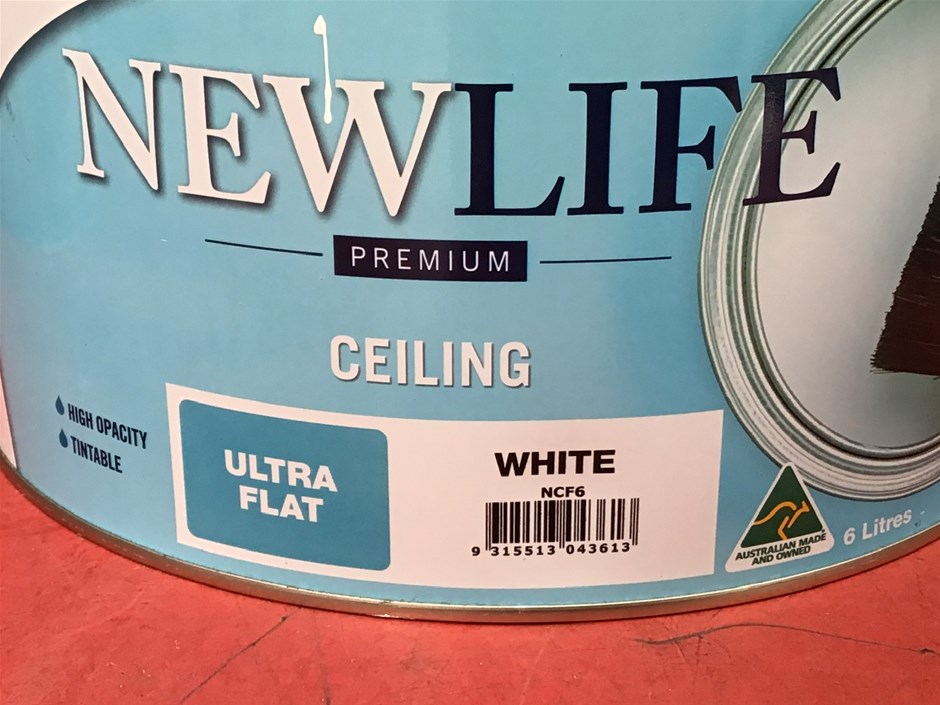 NEWLIFE
PREMIUM
CEILING
HIGH OPACITY
TINTABLE
ULTRA
FLAT
WHITE
NCF6
9 315513 043613
AUSTRALIAN MADE
AND OWNED
6 Litres